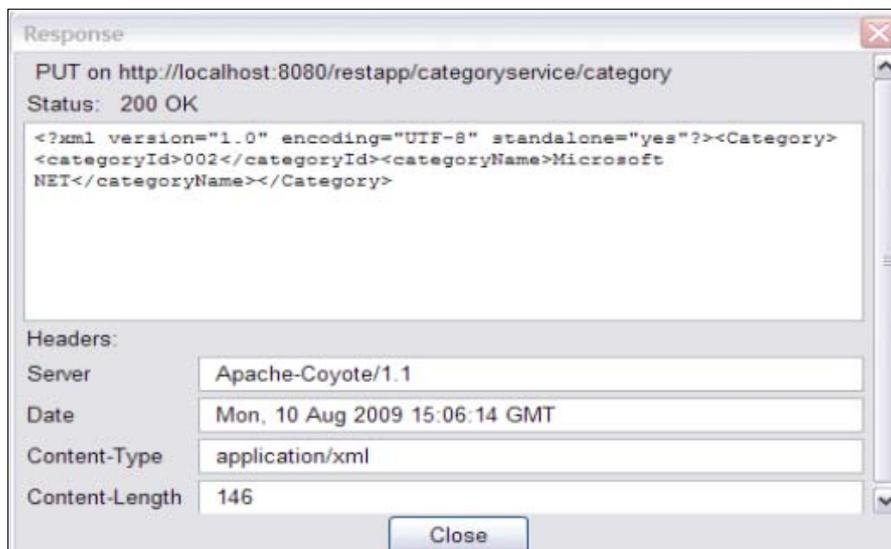 Response
PUT on http://localhost:8080/restapp/categoryservice/category
Status: 200 OK
<?xml version="1.0" encoding="UTF-8" standalone="yes"?><Category>
<categoryId>002</categoryId><categoryName>Microsoft
NET</categoryName></Category>
Headers:
Server Apache-Coyote/1.1
Date Mon, 10 Aug 2009 15:06:14 GMT
Content-Type application/xml
Content-Length 146
Close